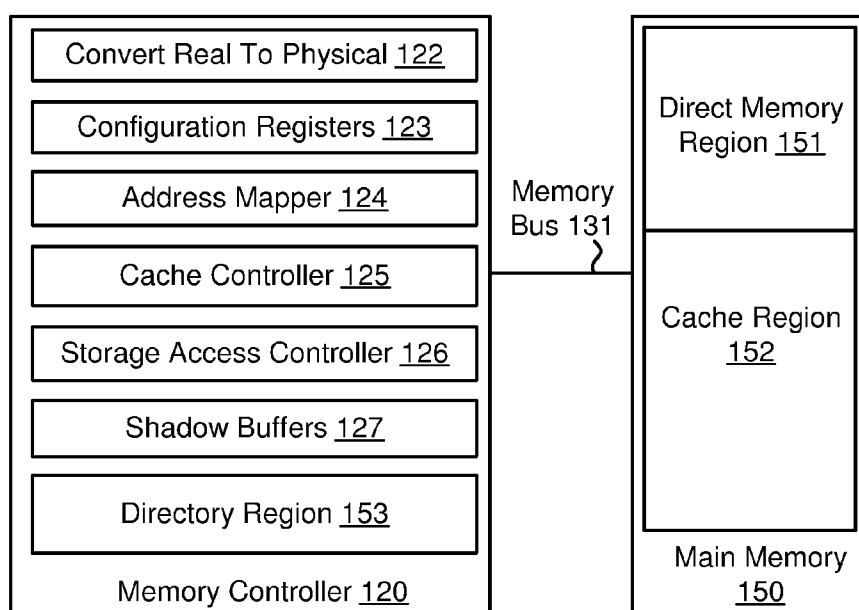 Convert Real To Physical 122
Configuration Registers 123
Address Mapper 124
Cache Controller 125
Storage Access Controller 126
Shadow Buffers 127
Directory Region 153
Memory Controller 120
Memory
Bus 131
Direct Memory
Region 151
Cache Region
152
Main Memory
150